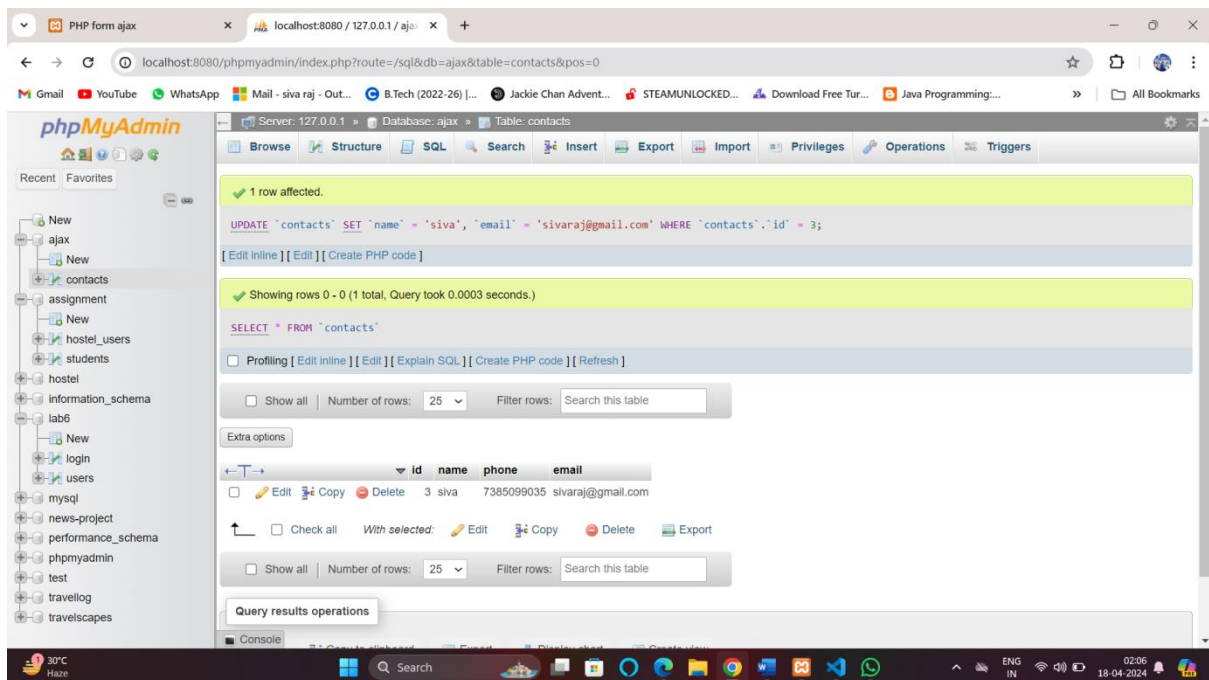 PHP form ajax
localhost:8080 / 127.0.0.1 / aja
localhost:8080/phpmyadmin/index.php?route=/sql&db=ajax&table=contacts&pos=0
Gmail YouTube WhatsApp Mail - siva raj - Out... B.Tech (2022-26) |... Jackie Chan Advent... STEAMUNLOCKED... Download Free Tur... Java Programming:... » All Bookmarks
phpMyAdmin
Recent Favorites
New
ajax
New
contacts
assignment
New
hostel_users
students
hostel
information_schema
lab6
New
login
users
mysql
news-project
performance_schema
phpmyadmin
test
travellog
travelscapes
Server: 127.0.0.1 » Database: ajax » Table: contacts
Browse Structure SQL Search Insert Export Import Privileges Operations Triggers
1 row affected.
UPDATE `contacts` SET `name` = 'siva', `email` = 'sivaraj@gmail.com' WHERE `contacts`.`id` = 3;
[ Edit inline ] [ Edit ] [ Create PHP code ]
Showing rows 0 - 0 (1 total, Query took 0.0003 seconds.)
SELECT * FROM `contacts`
Profiling [ Edit inline ] [ Edit ] [ Explain SQL ] [ Create PHP code ] [ Refresh ]
Show all | Number of rows: 25 Filter rows: Search this table
Extra options
id name phone email
Edit Copy Delete 3 siva 7385099035 sivaraj@gmail.com
Check all With selected: Edit Copy Delete Export
Show all | Number of rows: 25 Filter rows: Search this table
Query results operations
Console
30°C
Haze
Search
ENG
IN
02:06
18-04-2024